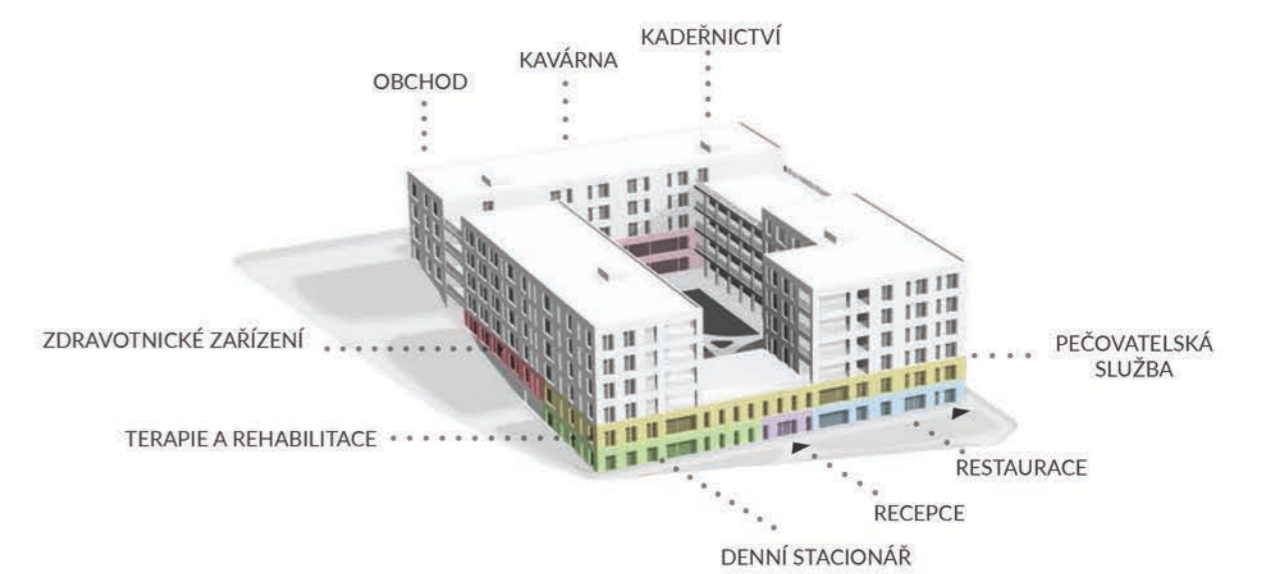 KADEŘNICTVÍ
KAVÁRNA
OBCHOD
ZDRAVOTNICKÉ ZAŘÍZENÍ
PEČOVATELSKÁ
SLUŽBA
TERAPIE A REHABILITACE
RESTAURACE
RECEPCE
DENNÍ STACIONÁŘ